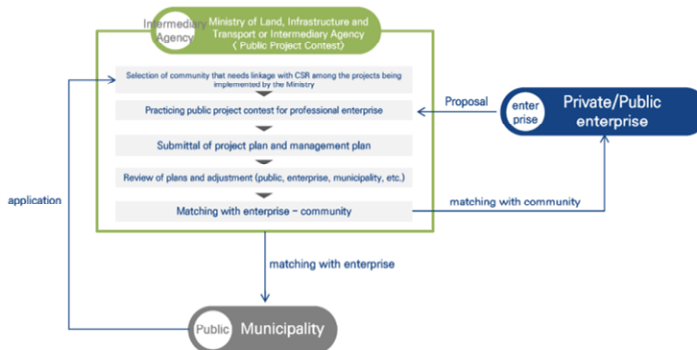 Intermediary
Agency
Ministry of Land, Infrastructure and
Transport or Intermediary Agency
〈 Public Project Contest〉
Selection of community that needs linkage with CSR among the projects being
implemented by the Ministry
Practicing public project contest for professional enterprise
Submittal of project plan and management plan
Review of plans and adjustment (public, enterprise, municipality, etc.)
Matching with enterprise – community
Proposal
enter
prise
Private/Public
enterprise
application
matching with community
matching with enterprise
Public
Municipality